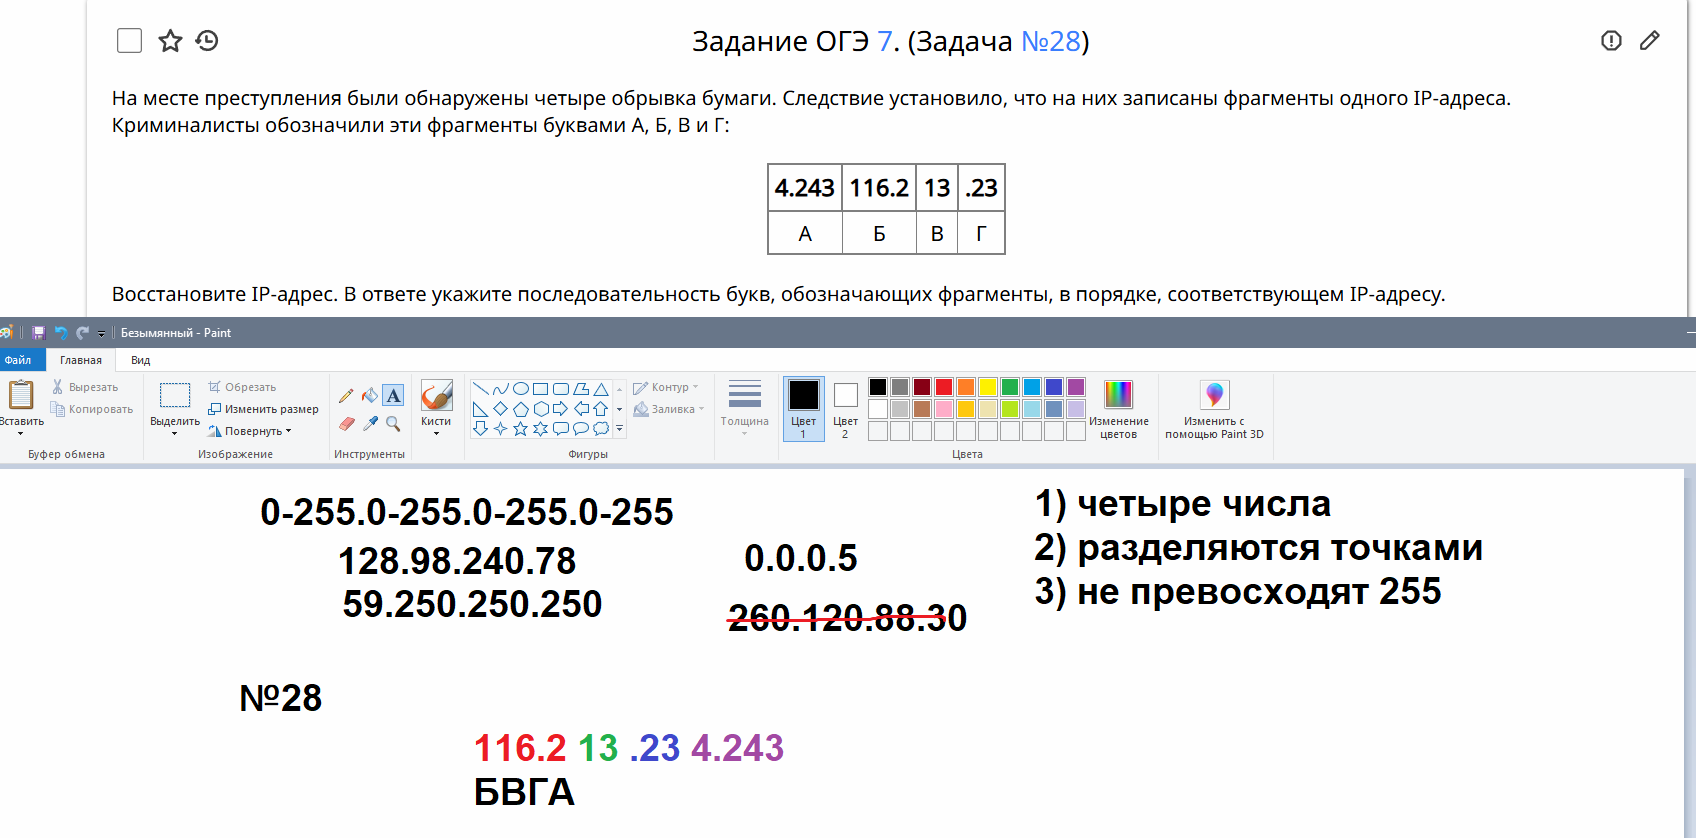 Задание ОГЭ 7. (Задача №28)
На месте преступления были обнаружены четыре обрывка бумаги. Следствие установило, что на них записаны фрагменты одного IP-адреса.
Криминалисты обозначили эти фрагменты буквами А, Б, В и Г:
4.243 116.2 13 .23
А Б В Г
Восстановите IP-адрес. В ответе укажите последовательность букв, обозначающих фрагменты, в порядке, соответствующем IP-адресу.
Безымянный - Paint
Файл Главная Вид
Вставить
Вырезать
Копировать
Буфер обмена
Выделить
Обрезать
Изменить размер
Повернуть
Изображение
A
Инструменты
Кисти
Контур
Заливка
Фигуры
Толщина
Цвет 1
Цвет 2
Изменение цветов
Цвета
Изменить с помощью Paint 3D
0-255.0-255.0-255.0-255
128.98.240.78
59.250.250.250
0.0.0.5
260.120.88.30
1) четыре числа
2) разделяются точками
3) не превосходят 255
№28
116.2 13 .23 4.243
БВГА